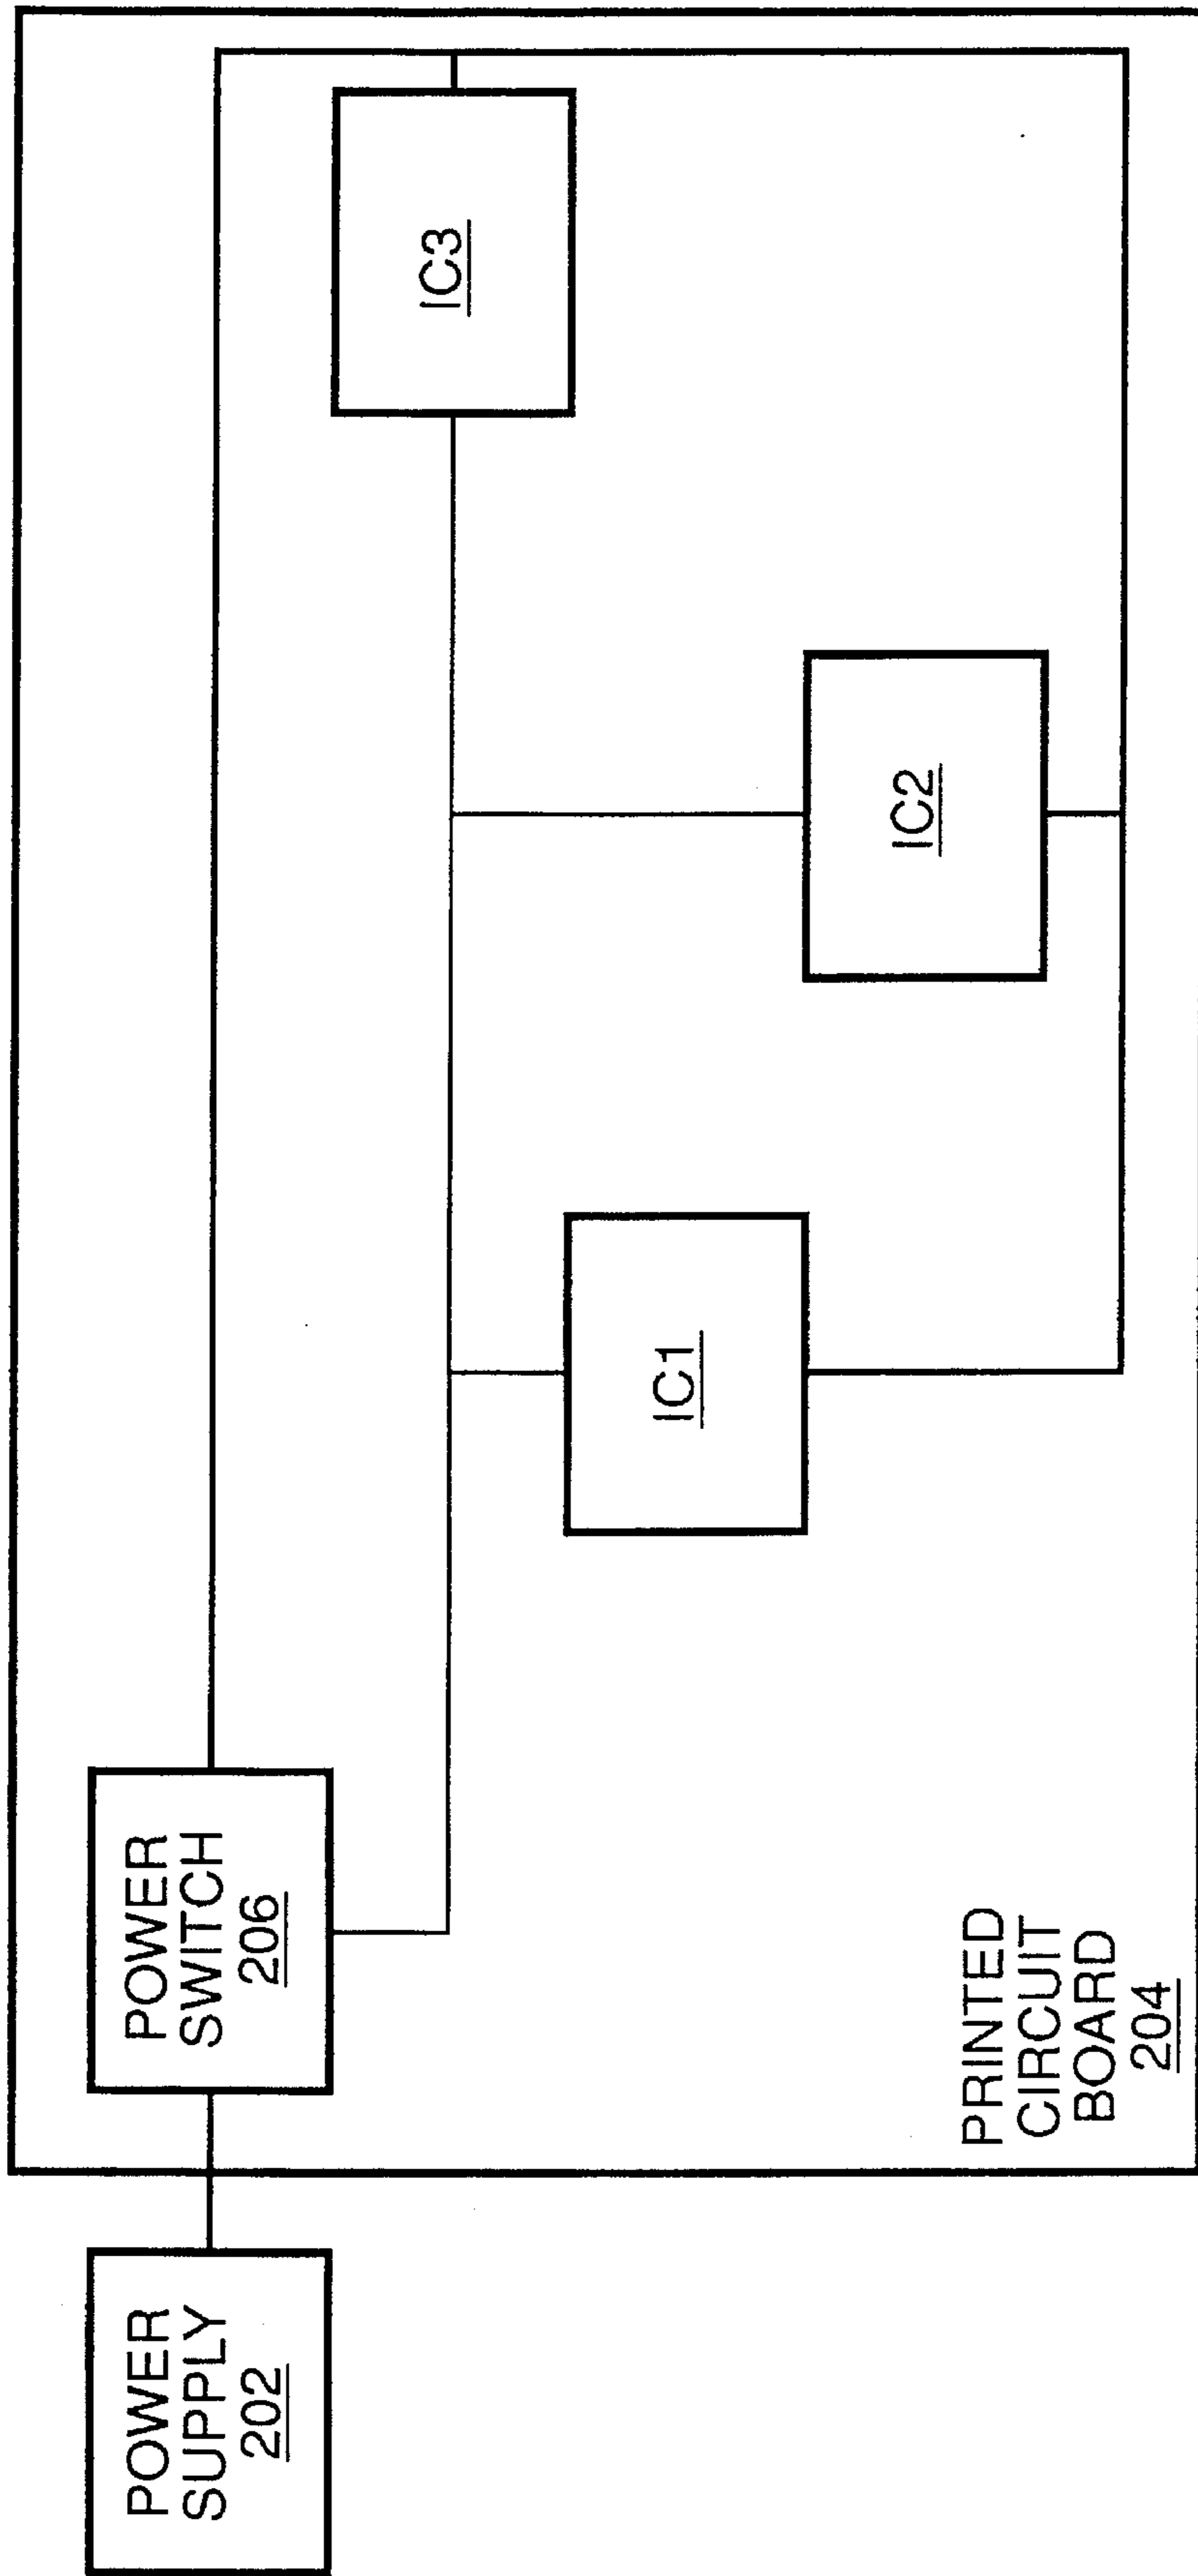 POWER
SUPPLY
202
POWER
SWITCH
206
PRINTED
CIRCUIT
BOARD
204
IC1
IC2
IC3